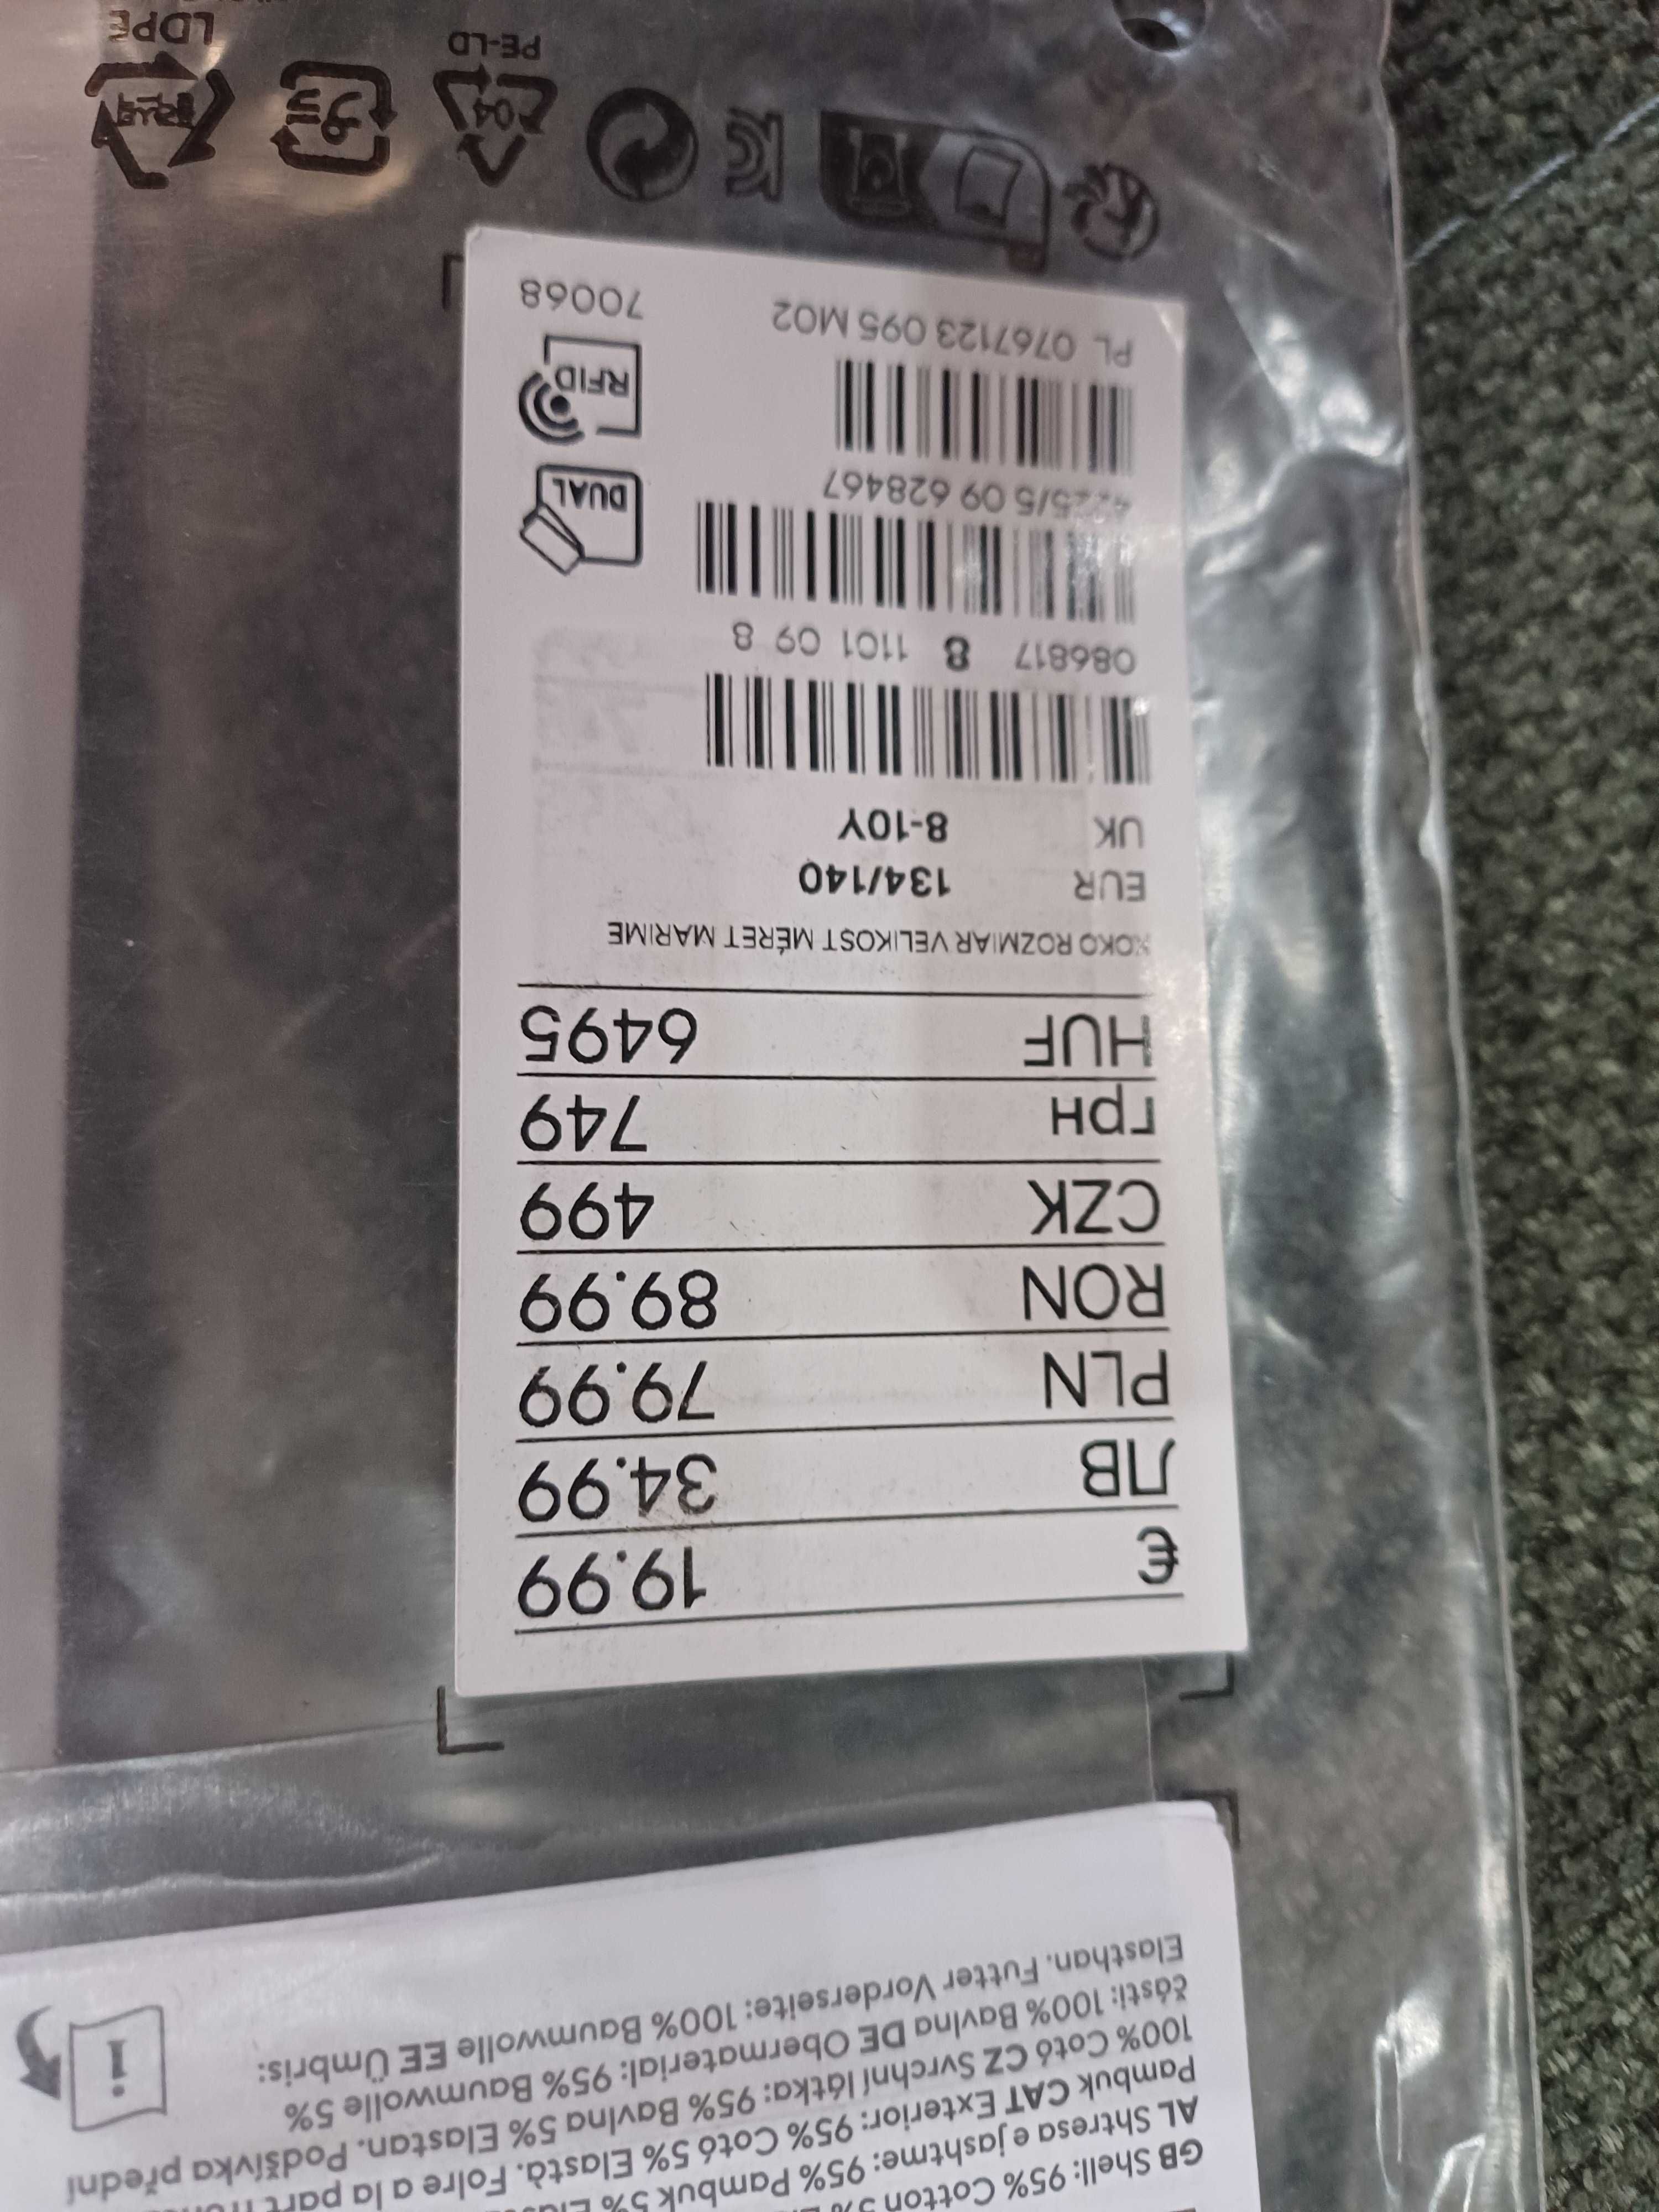 GB Shell: 95% Cotton 5%
AL Shtresa e jashtme: 95% Pambuk 5%
Pambuk CAT Exterior: 95% Cotó 5% Elastà. Folre a la part
100% Cotó CZ Svrchní látka: 95% Bavlna 5% Elastan. Podšívka přední
části: 100% Bavlna DE Obermaterial: 95% Baumwolle 5%
Elasthan. Futter Vorderseite: 100% Baumwolle EE Ümbris:
i
€ 19.99
ЛВ 34.99
PLN 79.99
RON 89.99
CZK 499
грн 749
HUF 6495
KOKO ROZMIAR VELIKOST MÉRET MARIME
EUR 134/140
UK 8-10Y
086817 8 1101 09 8
DUAL
4225/5 09 628467
RFID
PL 0767123 095 M02
70068
04
PE-LD
LDPE